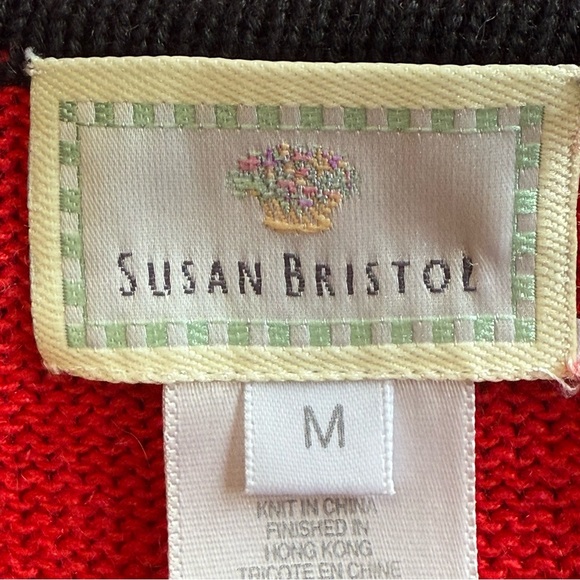 SUSAN BRISTOL
M
KNIT IN CHINA
FINISHED IN
HONG KONG
TRICOTE EN CHINE